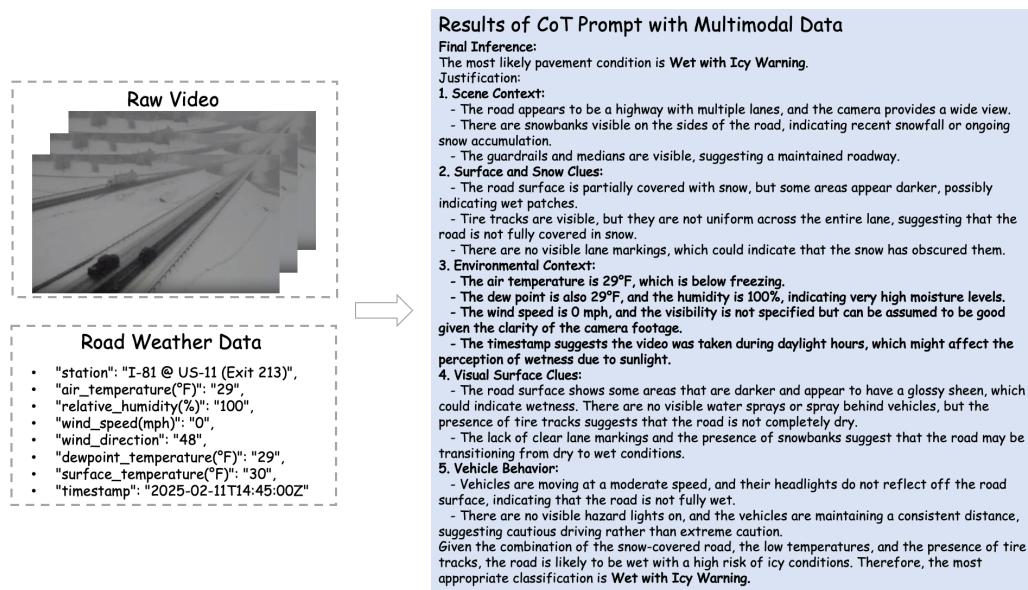 Raw Video
Road Weather Data
• "station": "I-81 @ US-11 (Exit 213)",
• "air_temperature(°F)": "29",
• "relative_humidity(%)": "100",
• "wind_speed(mph)": "0",
• "wind_direction": "48",
• "dewpoint_temperature(°F)": "29",
• "surface_temperature(°F)": "30",
• "timestamp": "2025-02-11T14:45:00Z"
Results of CoT Prompt with Multimodal Data
Final Inference:
The most likely pavement condition is Wet with Icy Warning.
Justification:
1. Scene Context:
- The road appears to be a highway with multiple lanes, and the camera provides a wide view.
- There are snowbanks visible on the sides of the road, indicating recent snowfall or ongoing
snow accumulation.
- The guardrails and medians are visible, suggesting a maintained roadway.
2. Surface and Snow Clues:
- The road surface is partially covered with snow, but some areas appear darker, possibly
indicating wet patches.
- Tire tracks are visible, but they are not uniform across the entire lane, suggesting that the
road is not fully covered in snow.
- There are no visible lane markings, which could indicate that the snow has obscured them.
3. Environmental Context:
- The air temperature is 29°F, which is below freezing.
- The dew point is also 29°F, and the humidity is 100%, indicating very high moisture levels.
- The wind speed is 0 mph, and the visibility is not specified but can be assumed to be good
given the clarity of the camera footage.
- The timestamp suggests the video was taken during daylight hours, which might affect the
perception of wetness due to sunlight.
4. Visual Surface Clues:
- The road surface shows some areas that are darker and appear to have a glossy sheen, which
could indicate wetness. There are no visible water sprays or spray behind vehicles, but the
presence of tire tracks suggests that the road is not completely dry.
- The lack of clear lane markings and the presence of snowbanks suggest that the road may be
transitioning from dry to wet conditions.
5. Vehicle Behavior:
- Vehicles are moving at a moderate speed, and their headlights do not reflect off the road
surface, indicating that the road is not fully wet.
- There are no visible hazard lights on, and the vehicles are maintaining a consistent distance,
suggesting cautious driving rather than extreme caution.
Given the combination of the snow-covered road, the low temperatures, and the presence of tire
tracks, the road is likely to be wet with a high risk of icy conditions. Therefore, the most
appropriate classification is Wet with Icy Warning.